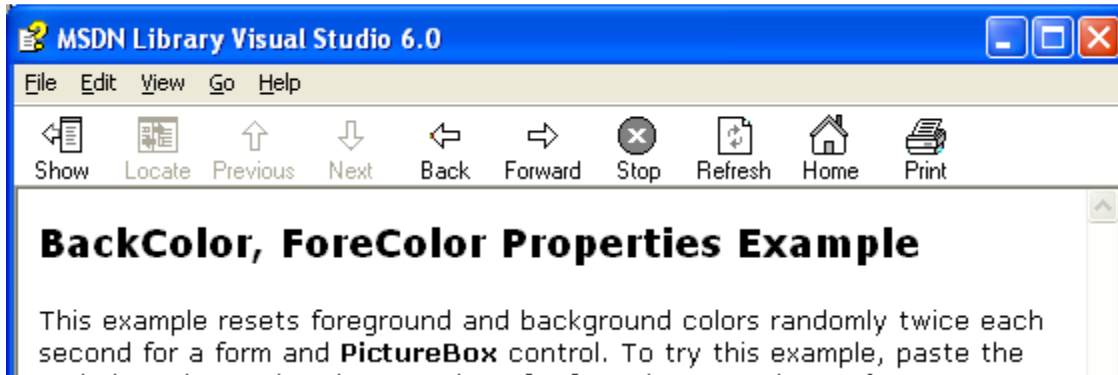 MSDN Library Visual Studio 6.0
File Edit View Go Help
Show Locate Previous Next Back Forward Stop Refresh Home Print
BackColor, ForeColor Properties Example
This example resets foreground and background colors randomly twice each
second for a form and PictureBox control. To try this example, paste the